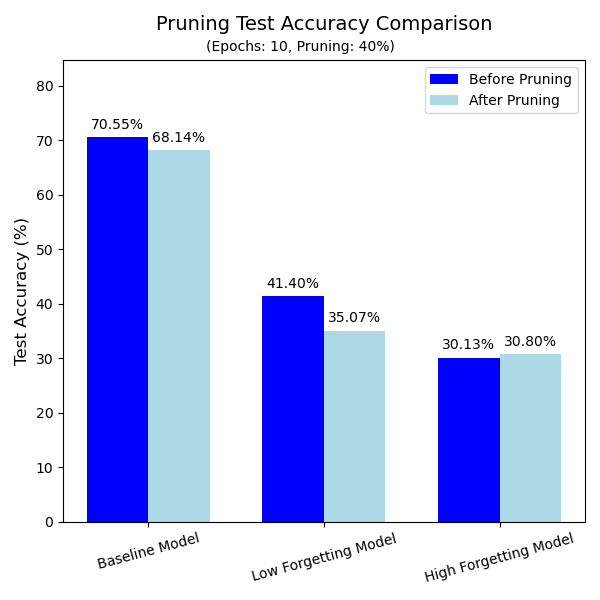 Pruning Test Accuracy Comparison
(Epochs: 10, Pruning: 40%)
Before Pruning
After Pruning
Test Accuracy (%)
80
70
60
50
40
30
20
10
0
70.55%
68.14%
41.40%
35.07%
30.13%
30.80%
Baseline Model
Low Forgetting Model
High Forgetting Model